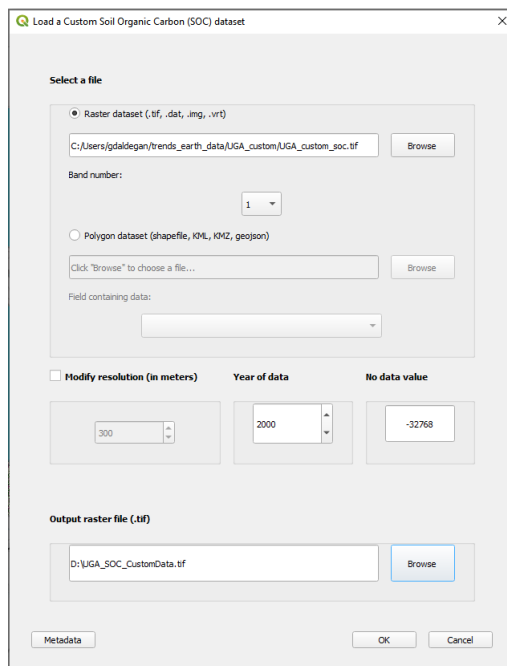 Load a Custom Soil Organic Carbon (SOC) dataset
Select a file
Raster dataset (.tif, .dat, .img, .vrt)
C:/Users/gdaldegan/trends_earth_data/UGA_custom/UGA_custom_soc.tif
Browse
Band number:
1
Polygon dataset (shapefile, KML, KMZ, geojson)
Click "Browse" to choose a file...
Browse
Field containing data:
Modify resolution (in meters)
Year of data
No data value
300
2000
-32768
Output raster file (.tif)
D:\UGA_SOC_CustomData.tif
Browse
Metadata
OK
Cancel